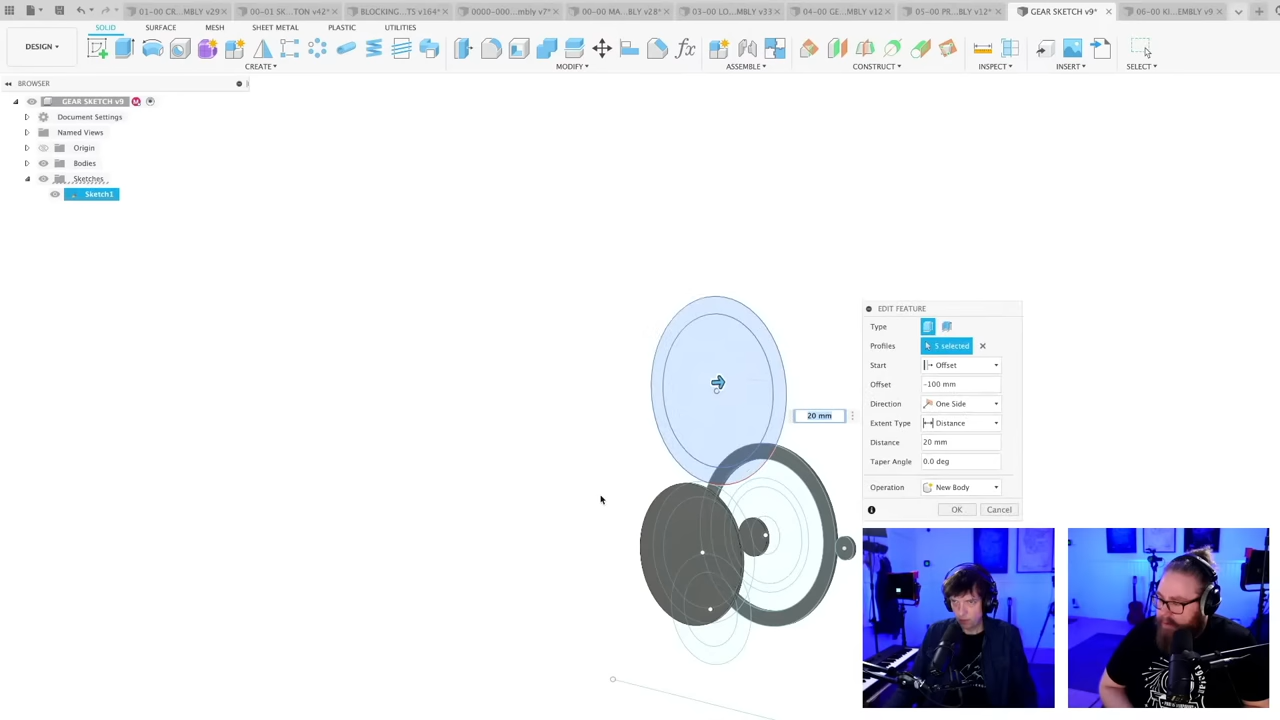 01-00 CR...MBLY v29
00-01 SK...TON v42*
BLOCKING...TS v164*
0000-000...mbly v7*
00-00 MA...BLY v28*
03-00 LO...MBLY v33
04-00 GE...MBLY v12
05-00 PR...BLY v12*
GEAR SKETCH v9*
06-00 KI...EMBLY v9
DESIGN
SOLID
SURFACE
MESH
SHEET METAL
PLASTIC
UTILITIES
CREATE
MODIFY
ASSEMBLE
CONSTRUCT
INSPECT
INSERT
SELECT
BROWSER
GEAR SKETCH v9
Document Settings
Named Views
Origin
Bodies
Sketches
Sketch1
20 mm
EDIT FEATURE
Type
Profiles 5 selected
Start Offset
Offset -100 mm
Direction One Side
Extent Type Distance
Distance 20 mm
Taper Angle 0.0 deg
Operation New Body
OK Cancel